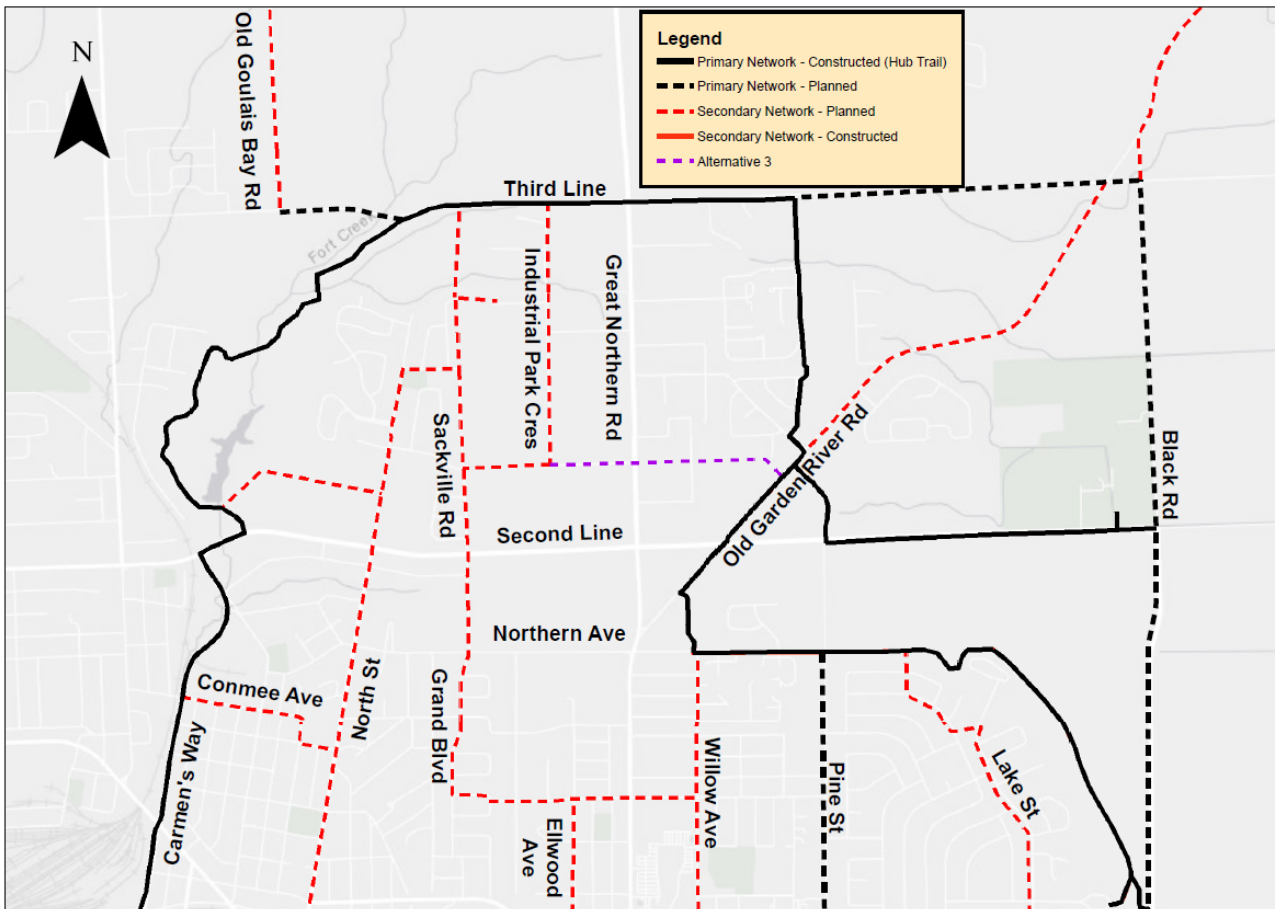 Legend
Primary Network - Constructed (Hub Trail)
Primary Network - Planned
Secondary Network - Planned
Secondary Network - Constructed
Alternative 3
N
Old Goulais Bay Rd
Third Line
Fort Creek
Industrial Park Cres
Great Northern Rd
Sackville Rd
Old Garden River Rd
Black Rd
Second Line
Northern Ave
Conmee Ave
North St
Grand Blvd
Carmen's Way
Willow Ave
Pine St
Lake St
Ellwood
Ave